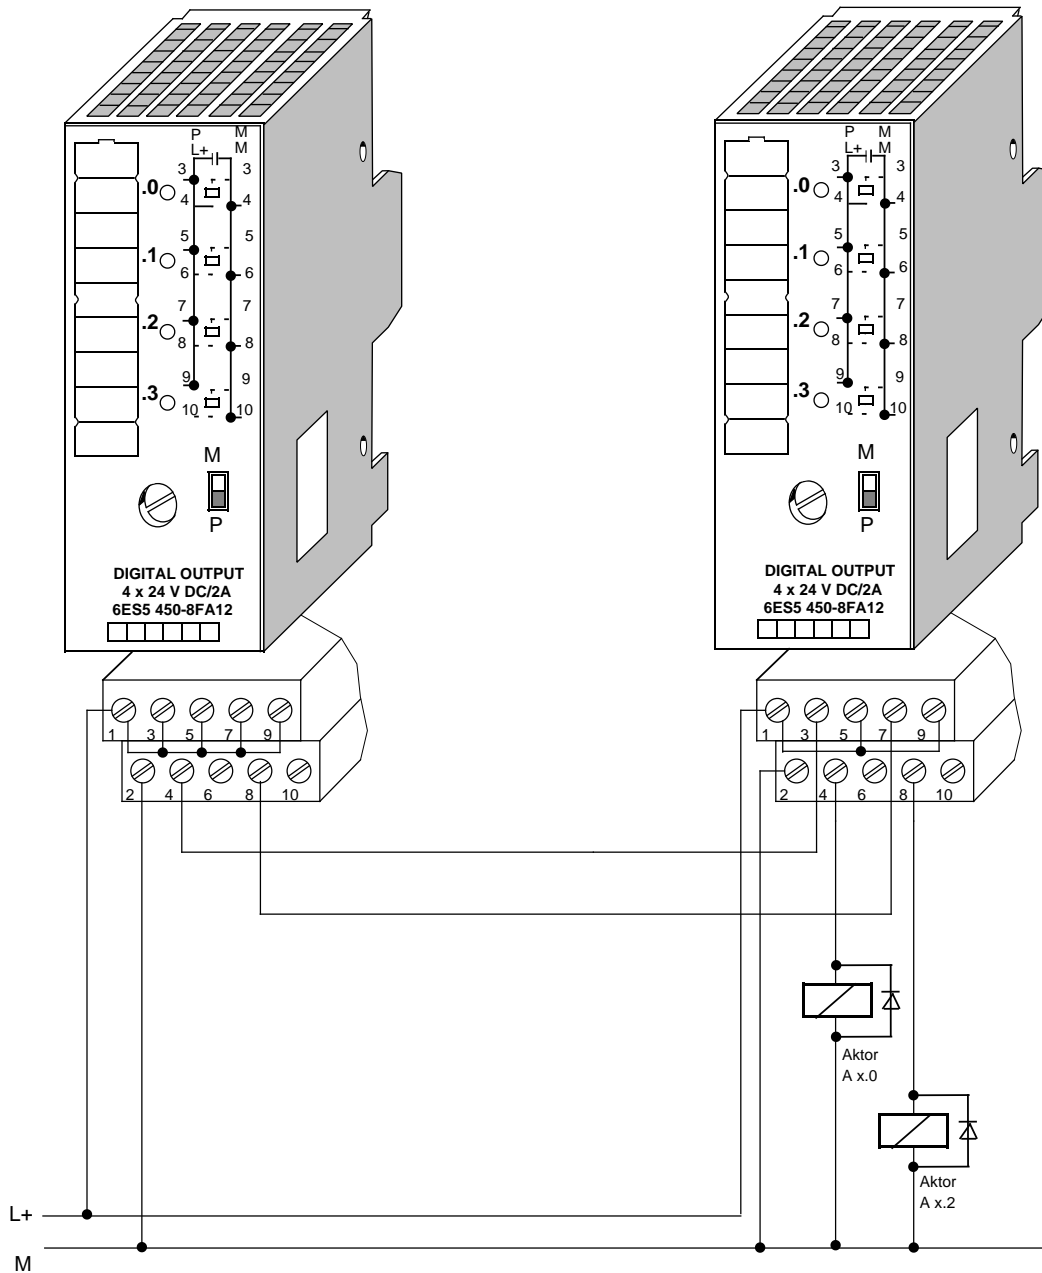 P M
L+ M
3 3
.0
4 4
5 5
.1
6 6
7 7
.2
8 8
9 9
.3
10 10
M
P
DIGITAL OUTPUT
4 x 24 V DC/2A
6ES5 450-8FA12
1 3 5 7 9
2 4 6 8 10
P M
L+ M
3 3
.0
4 4
5 5
.1
6 6
7 7
.2
8 8
9 9
.3
10 10
M
P
DIGITAL OUTPUT
4 x 24 V DC/2A
6ES5 450-8FA12
1 3 5 7 9
2 4 6 8 10
Aktor
A x.0
Aktor
A x.2
L+
M